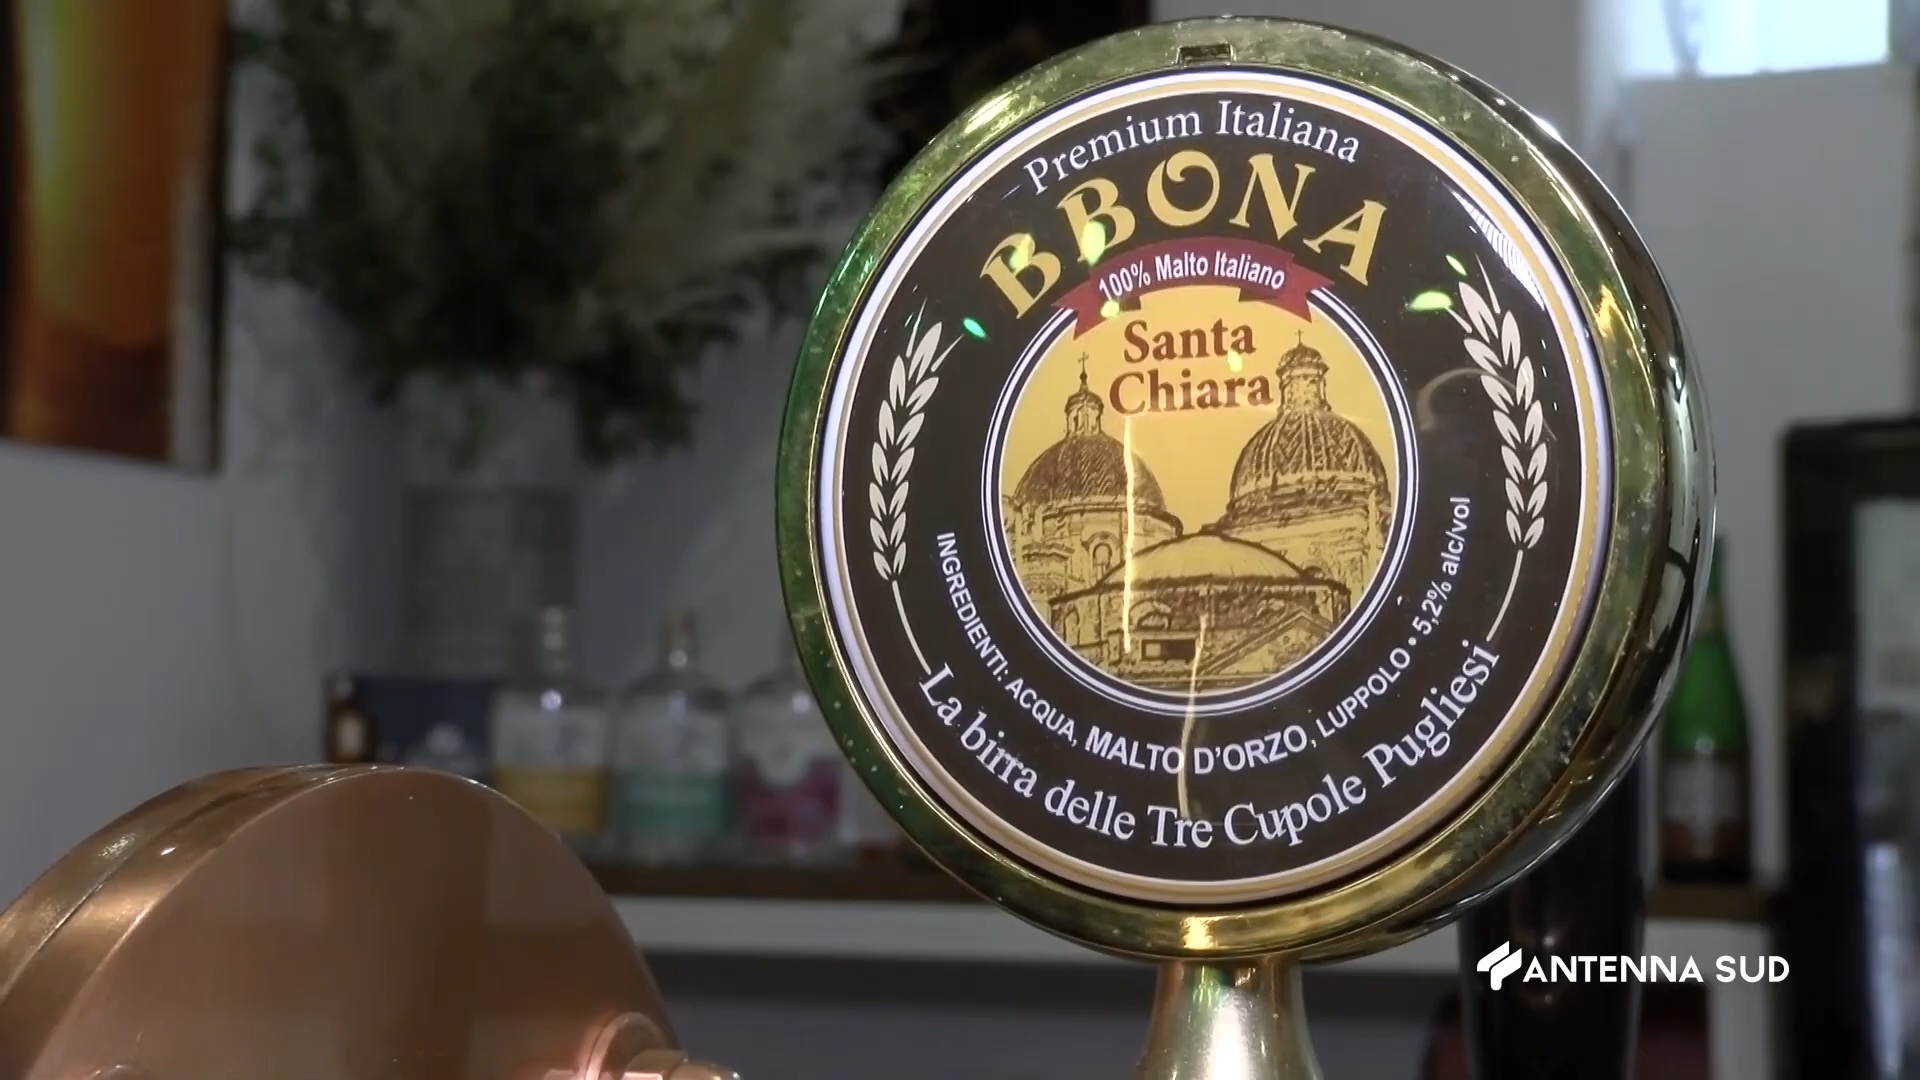 Premium Italiana
BBONA
100% Malto Italiano
Santa
Chiara
INGREDIENTI: ACQUA, MALTO D'ORZO, LUPPOLO • 5,2% alc/vol
La birra delle Tre Cupole Pugliesi
ANTENNA SUD